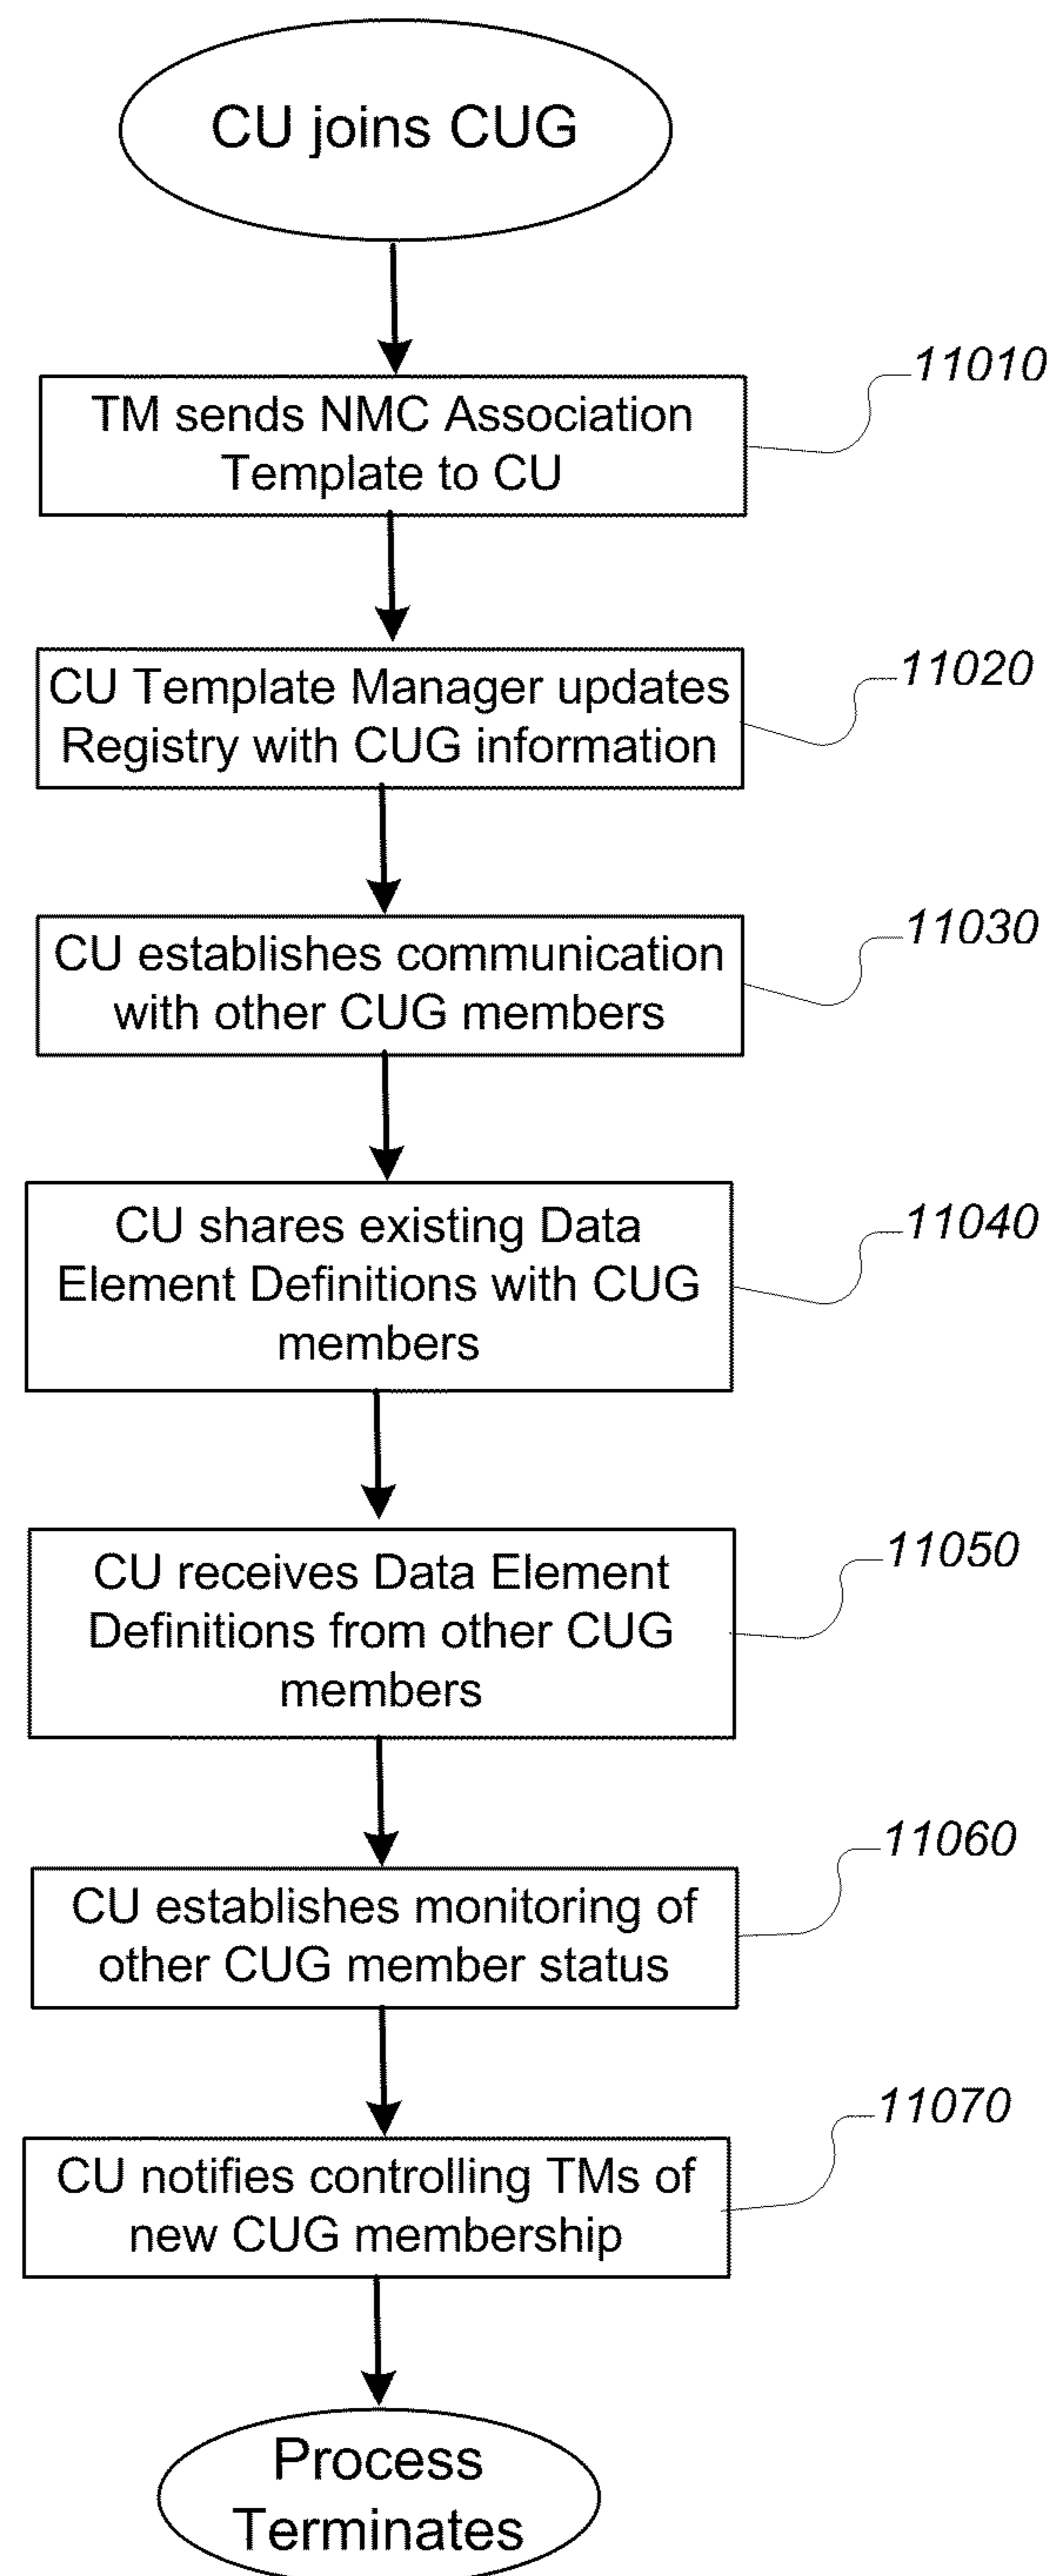 CU joins CUG
11010
TM sends NMC Association
Template to CU
11020
CU Template Manager updates
Registry with CUG information
11030
CU establishes communication
with other CUG members
11040
CU shares existing Data
Element Definitions with CUG
members
11050
CU receives Data Element
Definitions from other CUG
members
11060
CU establishes monitoring of
other CUG member status
11070
CU notifies controlling TMs of
new CUG membership
Process
Terminates